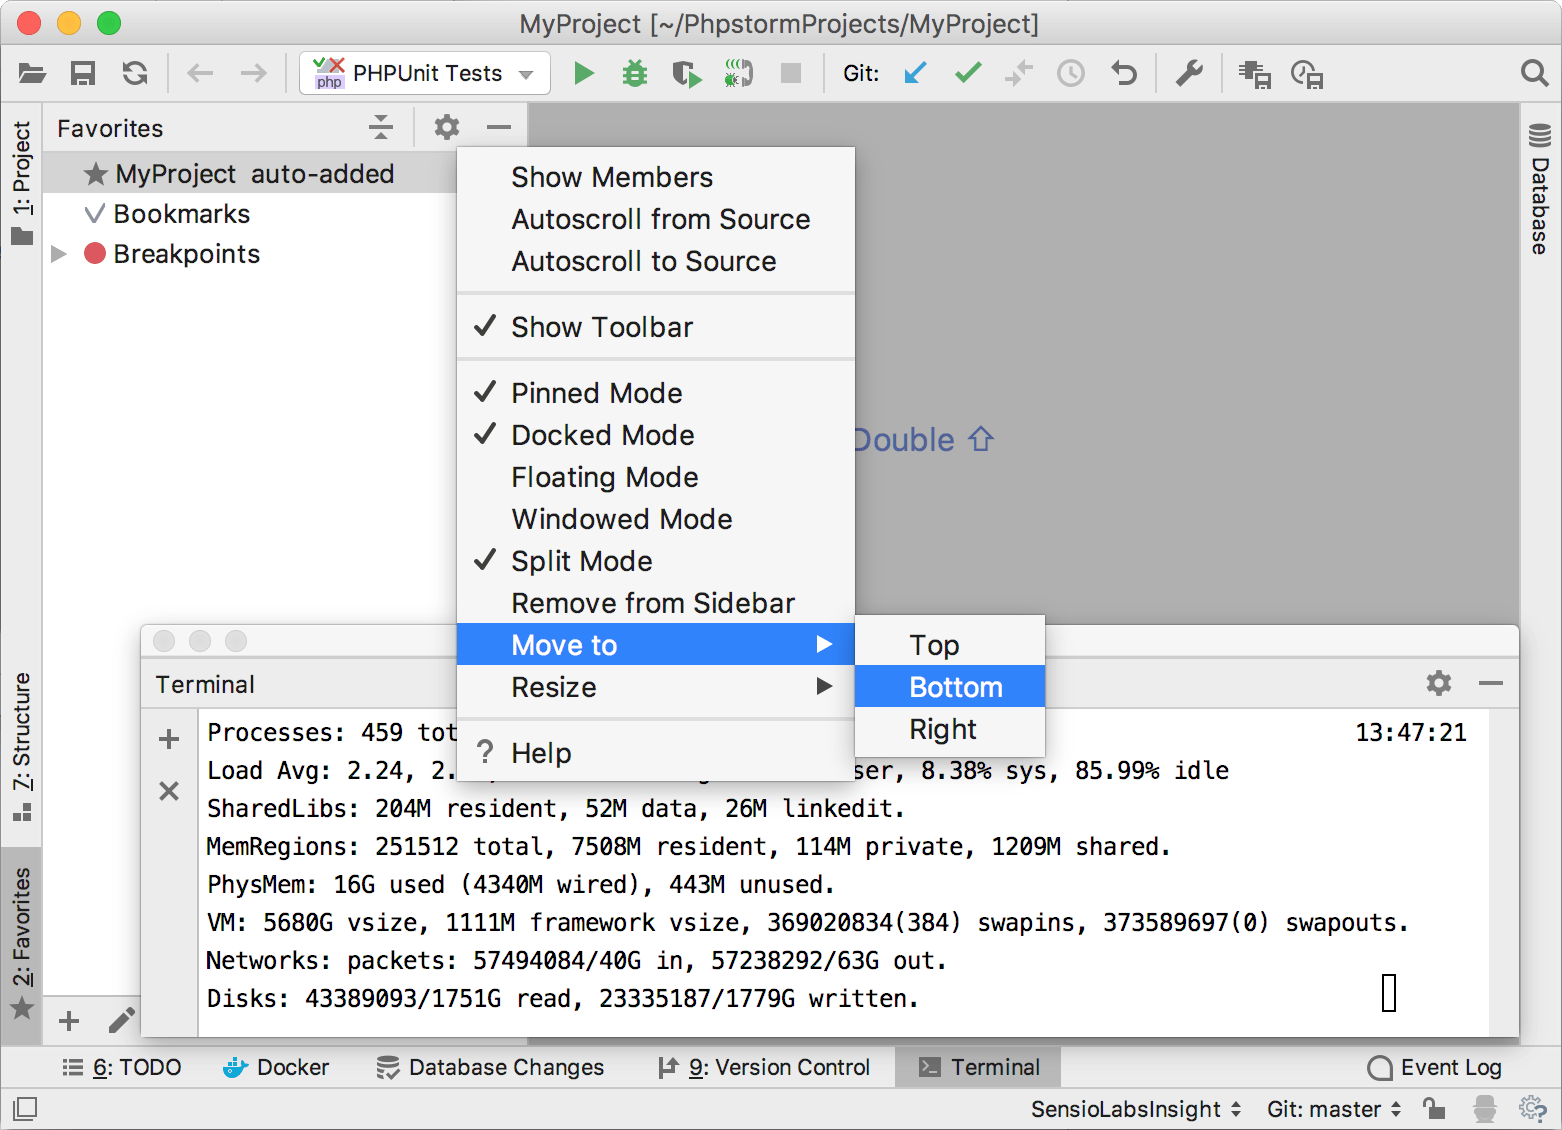 MyProject [~/PhpstormProjects/MyProject]
php PHPUnit Tests
Git:
1: Project
7: Structure
2: Favorites
Favorites
MyProject auto-added
Bookmarks
Breakpoints
Show Members
Autoscroll from Source
Autoscroll to Source
Show Toolbar
Pinned Mode
Docked Mode
Floating Mode
Windowed Mode
Split Mode
Remove from Sidebar
Move to
Resize
? Help
Top
Bottom
Right
Double ⇧
Database
Terminal
Processes: 459 tot
13:47:21
Load Avg: 2.24, 2. ser, 8.38% sys, 85.99% idle
SharedLibs: 204M resident, 52M data, 26M linkedit.
MemRegions: 251512 total, 7508M resident, 114M private, 1209M shared.
PhysMem: 16G used (4340M wired), 443M unused.
VM: 5680G vsize, 1111M framework vsize, 369020834(384) swapins, 373589697(0) swapouts.
Networks: packets: 57494084/40G in, 57238292/63G out.
Disks: 43389093/1751G read, 23335187/1779G written.
6: TODO
Docker
Database Changes
9: Version Control
Terminal
Event Log
SensioLabsInsight
Git: master